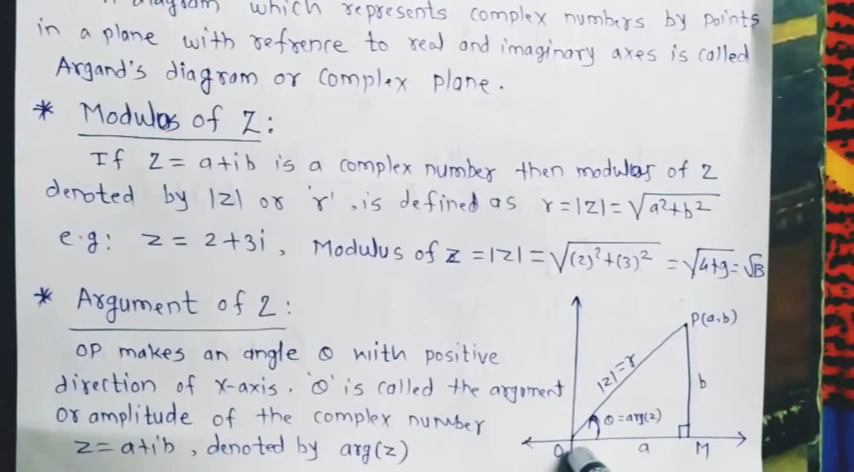 diagram which represents complex numbers by points
in a plane with refrence to real and imaginary axes is called
Argand's diagram or complex plane.
* Modulus of Z:
If Z = a+ib is a complex number then modulus of Z
denoted by |Z| or 'r', is defined as r=|Z|=√a²+b²
e.g: Z = 2+3i, Modulus of Z =|Z|=√(2)²+(3)² =√4+9=√13
* Argument of Z:
OP makes an angle θ with positive
direction of x-axis. 'θ' is called the argument
or amplitude of the complex number
Z=a+ib, denoted by arg(z)
P(a,b)
|Z|=r
b
θ=arg(z)
O
a
M